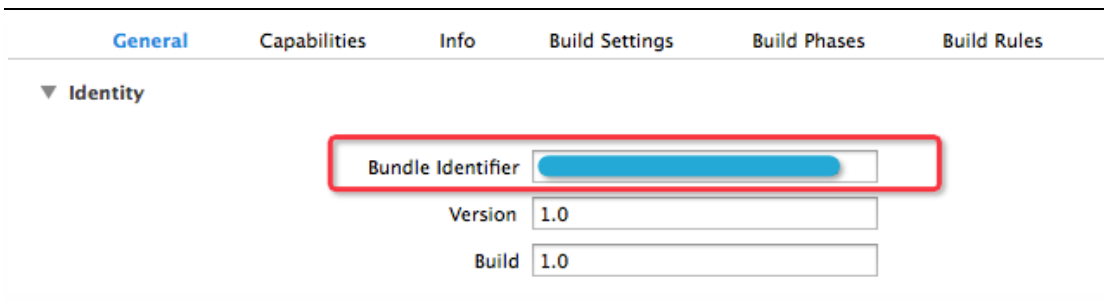 General Capabilities Info Build Settings Build Phases Build Rules
Identity
Bundle Identifier
Version 1.0
Build 1.0